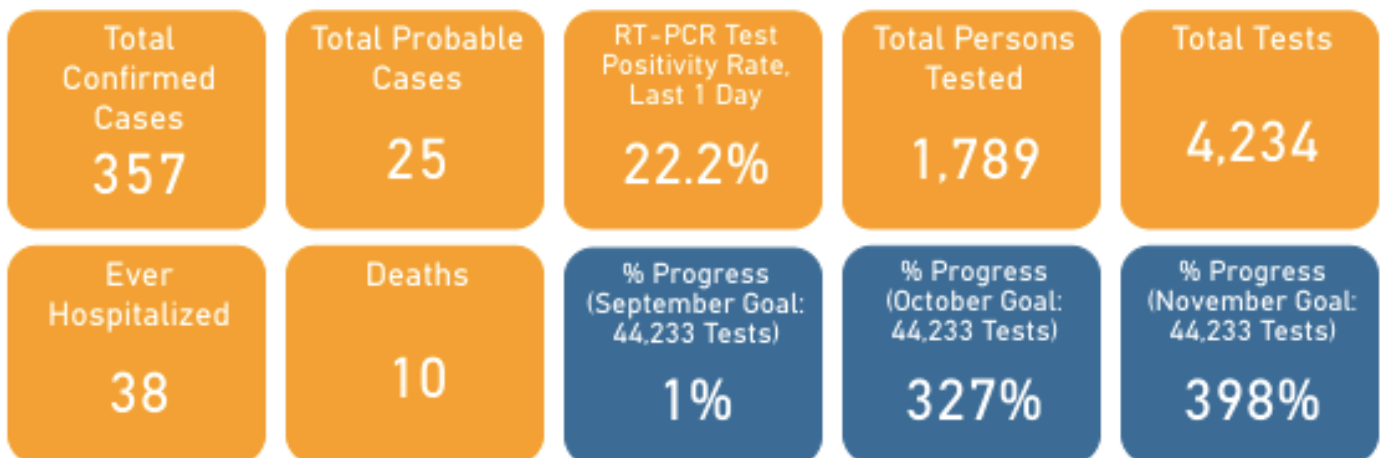 Total
Confirmed
Cases
357
Total Probable
Cases
25
RT-PCR Test
Positivity Rate,
Last 1 Day
22.2%
Total Persons
Tested
1,789
Total Tests
4,234
Ever
Hospitalized
38
Deaths
10
% Progress
(September Goal:
44,233 Tests)
1%
% Progress
(October Goal:
44,233 Tests)
327%
% Progress
(November Goal:
44,233 Tests)
398%